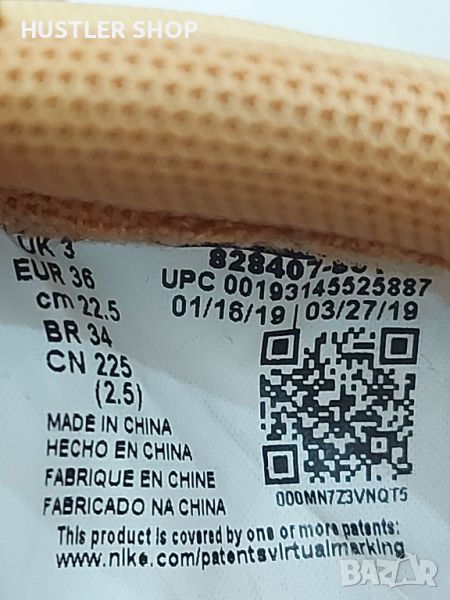 HUSTLER SHOP
UK 3
EUR 36
cm 22.5
BR 34
CN 225
(2.5)
828407-
UPC 00193145525887
01/16/19 | 03/27/19
MADE IN CHINA
HECHO EN CHINA
FABRIQUE EN CHINE
FABRICADO NA CHINA
000MN7Z3VNQT5
This product is covered by one or more patents:
www.nike.com/patentsvirtualmarking
BAZAR